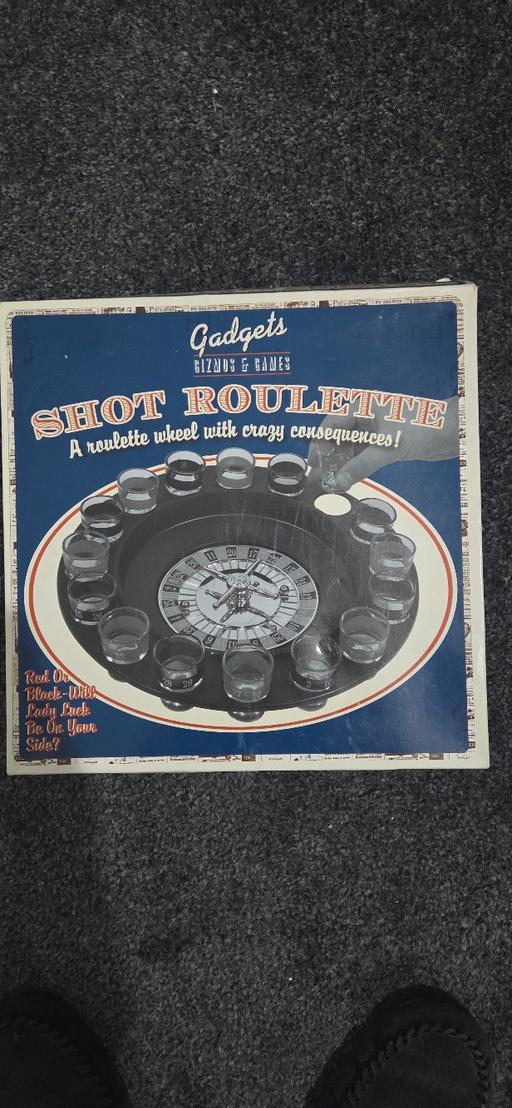 Gadgets
GIZMOS & GAMES
SHOT ROULETTE
A roulette wheel with crazy consequences!
Red Or
Black-Will
Lady Luck
Be On Your
Side?